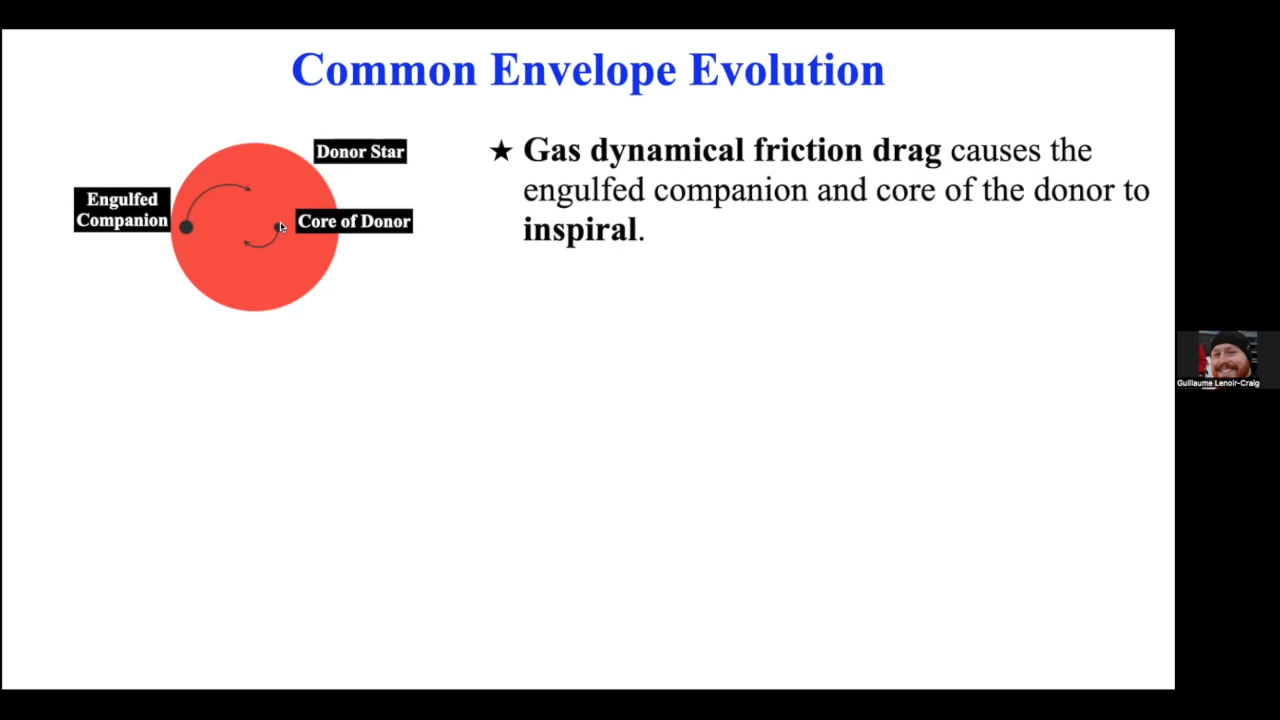 Common Envelope Evolution
Donor Star
Engulfed
Companion
Core of Donor
★ Gas dynamical friction drag causes the
engulfed companion and core of the donor to
inspiral.
Guillaume Lenoir-Craig